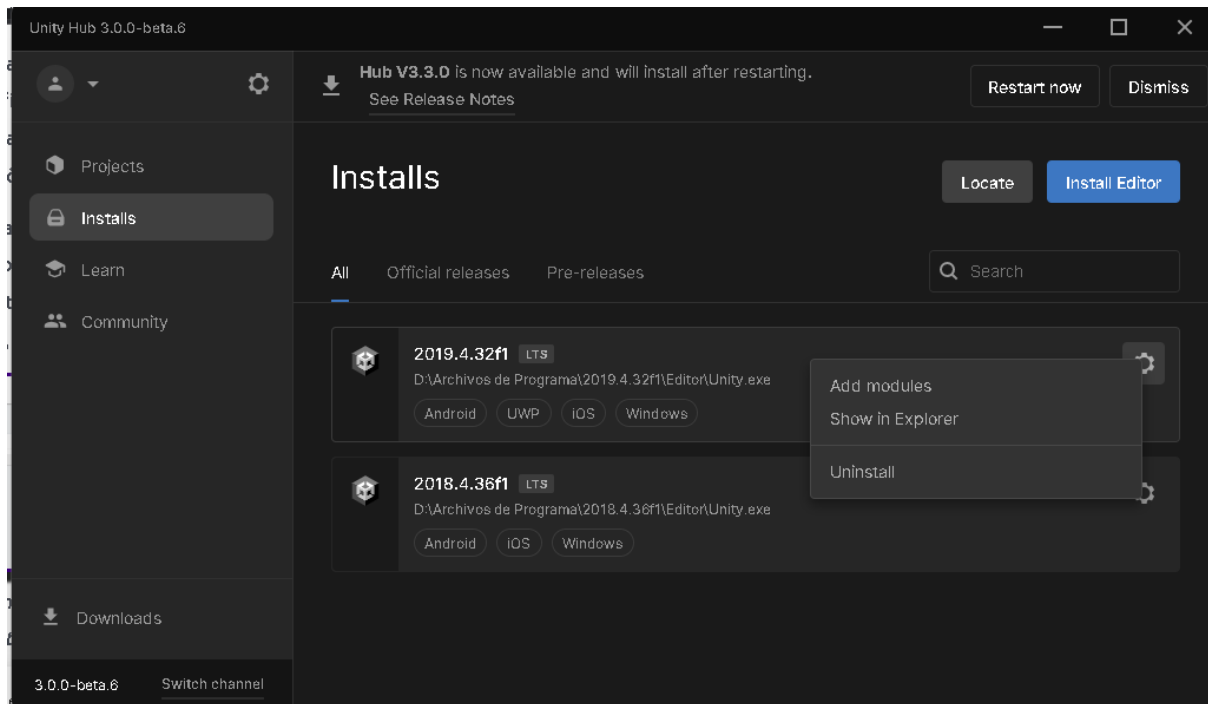 Unity Hub 3.0.0-beta.6
Hub V3.3.0 is now available and will install after restarting.
See Release Notes
Restart now
Dismiss
Projects
Installs
Learn
Community
Downloads
3.0.0-beta.6
Switch channel
Installs
Locate
Install Editor
All
Official releases
Pre-releases
Search
2019.4.32f1 LTS
D:\Archivos de Programa\2019.4.32f1\Editor\Unity.exe
Android UWP iOS Windows
Add modules
Show in Explorer
Uninstall
2018.4.36f1 LTS
D:\Archivos de Programa\2018.4.36f1\Editor\Unity.exe
Android iOS Windows